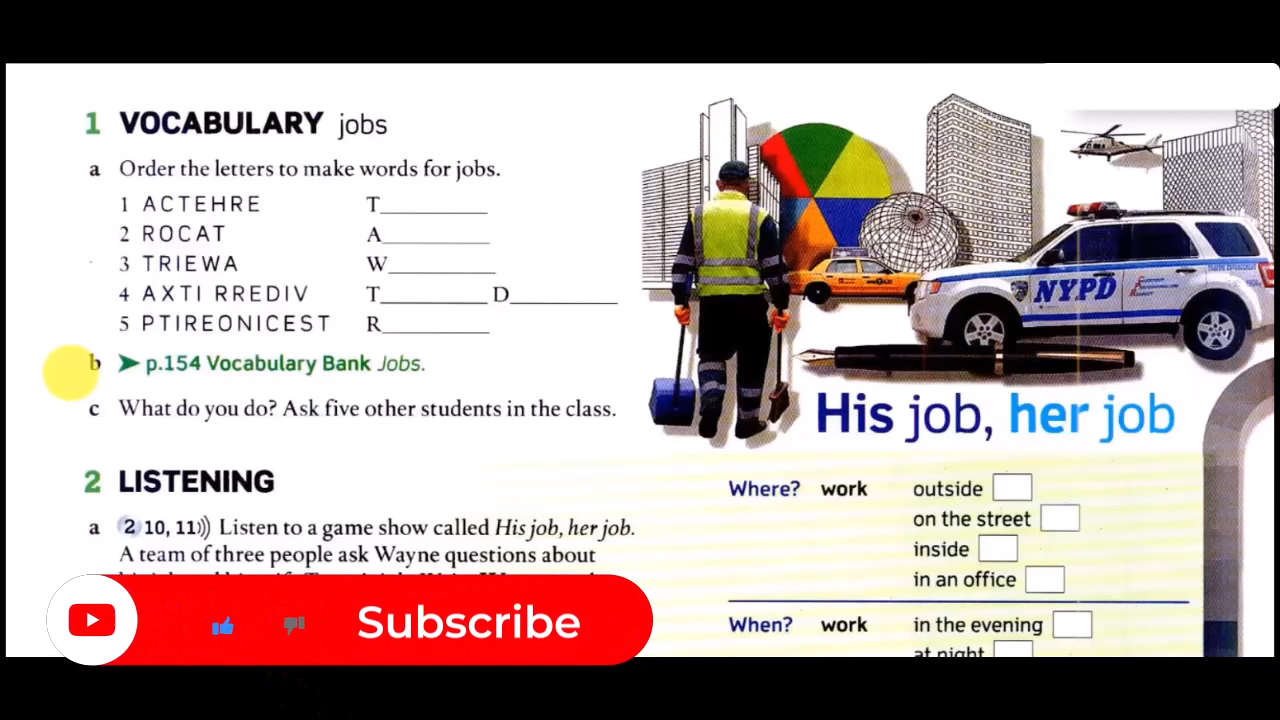 1 VOCABULARY jobs
a Order the letters to make words for jobs.
1 ACTEHRE T
2 ROCAT A
3 TRIEWA W
4 AXTI RREDIV T D
5 PTIREONICEST R
b ➤ p.154 Vocabulary Bank Jobs.
c What do you do? Ask five other students in the class.
2 LISTENING
a 2 10, 11)) Listen to a game show called His job, her job.
A team of three people ask Wayne questions about
Subscribe
NYPD
His job, her job
Where? work outside
on the street
inside
in an office
When? work in the evening
at night